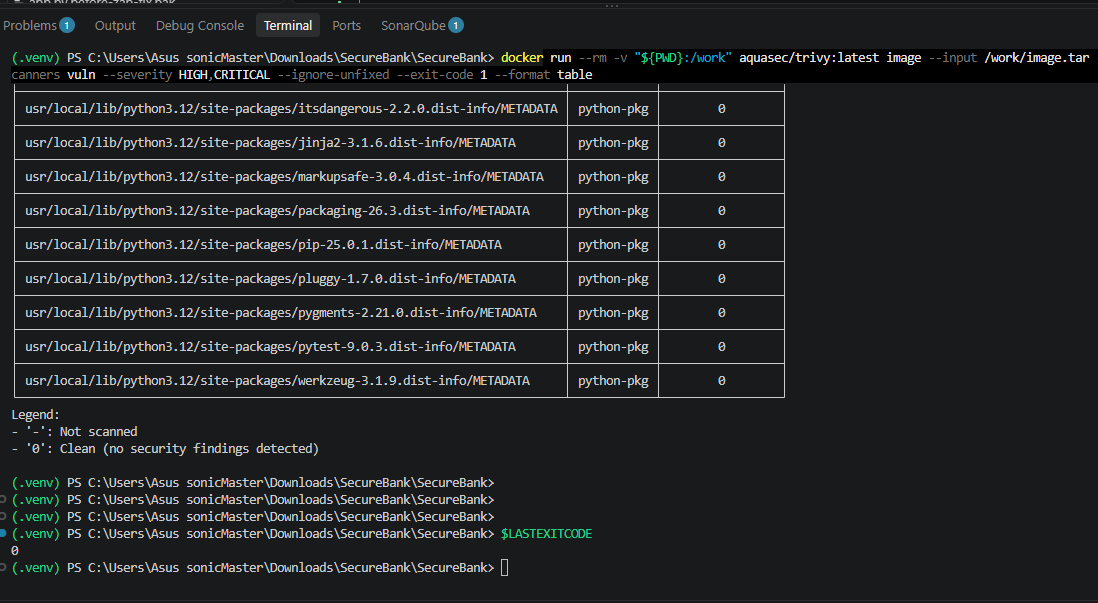 Problems 1 Output Debug Console Terminal Ports SonarQube 1
(.venv) PS C:\Users\Asus sonicMaster\Downloads\SecureBank\SecureBank> docker run --rm -v "${PWD}:/work" aquasec/trivy:latest image --input /work/image.tar
canners vuln --severity HIGH,CRITICAL --ignore-unfixed --exit-code 1 --format table
usr/local/lib/python3.12/site-packages/itsdangerous-2.2.0.dist-info/METADATA python-pkg 0
usr/local/lib/python3.12/site-packages/jinja2-3.1.6.dist-info/METADATA python-pkg 0
usr/local/lib/python3.12/site-packages/markupsafe-3.0.4.dist-info/METADATA python-pkg 0
usr/local/lib/python3.12/site-packages/packaging-26.3.dist-info/METADATA python-pkg 0
usr/local/lib/python3.12/site-packages/pip-25.0.1.dist-info/METADATA python-pkg 0
usr/local/lib/python3.12/site-packages/pluggy-1.7.0.dist-info/METADATA python-pkg 0
usr/local/lib/python3.12/site-packages/pygments-2.21.0.dist-info/METADATA python-pkg 0
usr/local/lib/python3.12/site-packages/pytest-9.0.3.dist-info/METADATA python-pkg 0
usr/local/lib/python3.12/site-packages/werkzeug-3.1.9.dist-info/METADATA python-pkg 0
Legend:
- '-': Not scanned
- '0': Clean (no security findings detected)
(.venv) PS C:\Users\Asus sonicMaster\Downloads\SecureBank\SecureBank>
(.venv) PS C:\Users\Asus sonicMaster\Downloads\SecureBank\SecureBank>
(.venv) PS C:\Users\Asus sonicMaster\Downloads\SecureBank\SecureBank>
(.venv) PS C:\Users\Asus sonicMaster\Downloads\SecureBank\SecureBank> $LASTEXITCODE
0
(.venv) PS C:\Users\Asus sonicMaster\Downloads\SecureBank\SecureBank>